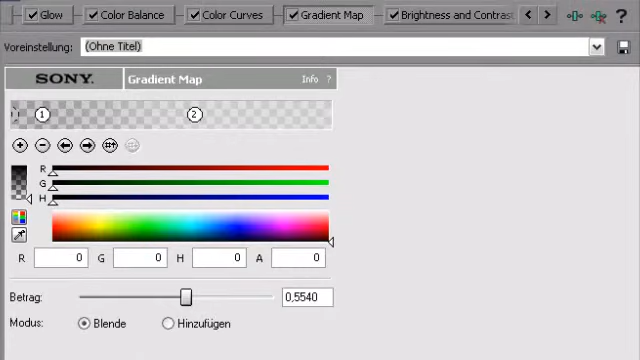 Glow Color Balance Color Curves Gradient Map Brightness and Contrast ?
Voreinstellung: (Ohne Titel)
SONY. Gradient Map Info ?
1 2
R
G
H
R 0 G 0 H 0 A 0
Betrag: 0,5540
Modus: Blende Hinzufügen